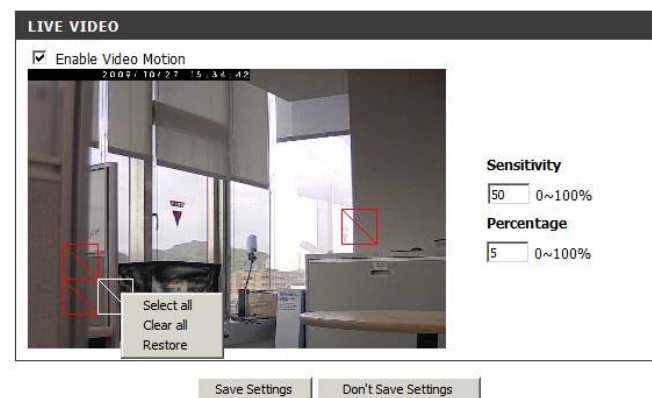 LIVE VIDEO
Enable Video Motion
2009/10/27 15:34:42
Sensitivity
50 0~100%
Percentage
5 0~100%
Select all
Clear all
Restore
Save Settings Don't Save Settings